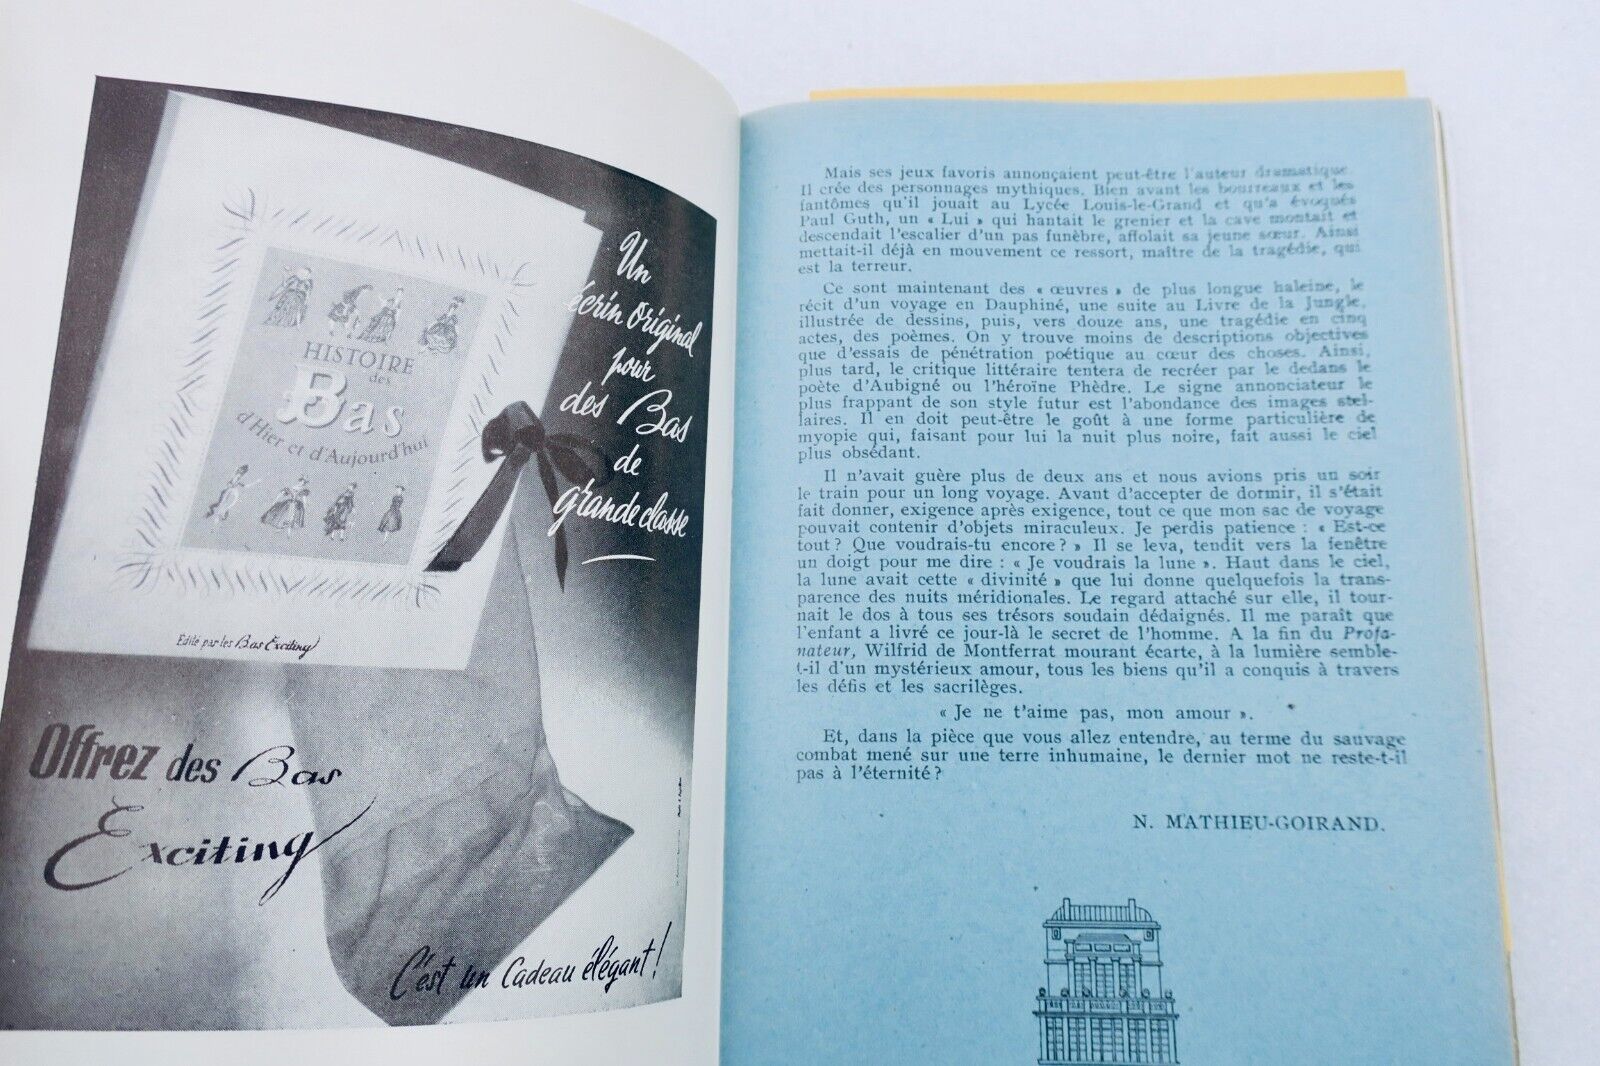 HISTOIRE
des
Bas
d'Hier et d'Aujourd'hui
Edité par les Bas Exciting
Un
écrin original
pour
des Bas
de
grande classe
Offrez des Bas
Exciting
C'est un Cadeau élégant !
Mais ses jeux favoris annonçaient peut-être l'auteur dramatique.
Il crée des personnages mythiques. Bien avant les bourreaux et les
fantômes qu'il jouait au Lycée Louis-le-Grand et qu'a évoqués
Paul Guth, un « Lui » qui hantait le grenier et la cave montait et
descendait l'escalier d'un pas funèbre, affolait sa jeune sœur. Ainsi
mettait-il déjà en mouvement ce ressort, maître de la tragédie, qui
est la terreur.
Ce sont maintenant des « œuvres » de plus longue haleine, le
récit d'un voyage en Dauphiné, une suite au Livre de la Jungle,
illustrée de dessins, puis, vers douze ans, une tragédie en cinq
actes, des poèmes. On y trouve moins de descriptions objectives
que d'essais de pénétration poétique au cœur des choses. Ainsi,
plus tard, le critique littéraire tentera de recréer par le dedans le
poète d'Aubigné ou l'héroïne Phèdre. Le signe annonciateur le
plus frappant de son style futur est l'abondance des images stel-
laires. Il en doit peut-être le goût à une forme particulière de
myopie qui, faisant pour lui la nuit plus noire, fait aussi le ciel
plus obsédant.
Il n'avait guère plus de deux ans et nous avions pris un soir
le train pour un long voyage. Avant d'accepter de dormir, il s'était
fait donner, exigence après exigence, tout ce que mon sac de voyage
pouvait contenir d'objets miraculeux. Je perdis patience : « Est-ce
tout ? Que voudrais-tu encore ? » Il se leva, tendit vers la fenêtre
un doigt pour me dire : « Je voudrais la lune ». Haut dans le ciel,
la lune avait cette « divinité » que lui donne quelquefois la trans-
parence des nuits méridionales. Le regard attaché sur elle, il tour-
nait le dos à tous ses trésors soudain dédaignés. Il me paraît que
l'enfant a livré ce jour-là le secret de l'homme. A la fin du Profa-
nateur, Wilfrid de Montferrat mourant écarte, à la lumière semble-
t-il d'un mystérieux amour, tous les biens qu'il a conquis à travers
les défis et les sacrilèges.
« Je ne t'aime pas, mon amour ».
Et, dans la pièce que vous allez entendre, au terme du sauvage
combat mené sur une terre inhumaine, le dernier mot ne reste-t-il
pas à l'éternité ?
N. MATHIEU-GOIRAND.